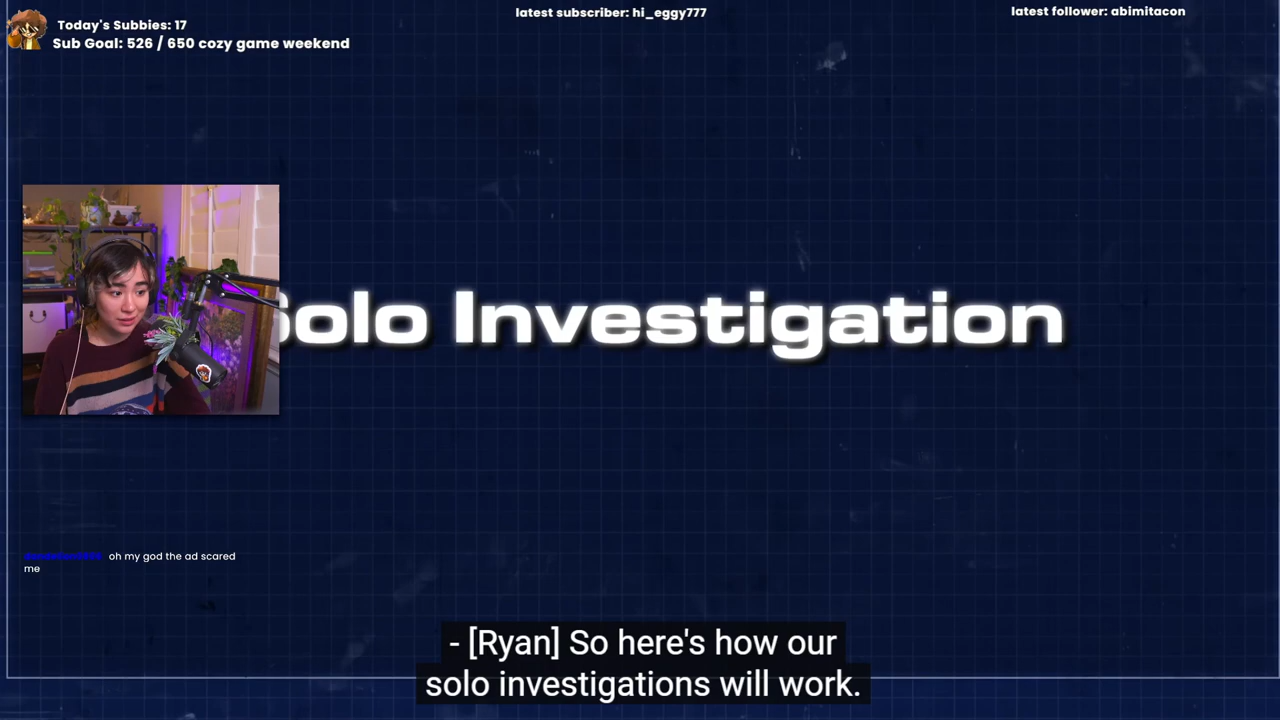 Today's Subbies: 17
Sub Goal: 526 / 650 cozy game weekend
latest subscriber: hi_eggy777
latest follower: abimitacon
Solo Investigation
oh my god the ad scared
me
- [Ryan] So here's how our
solo investigations will work.